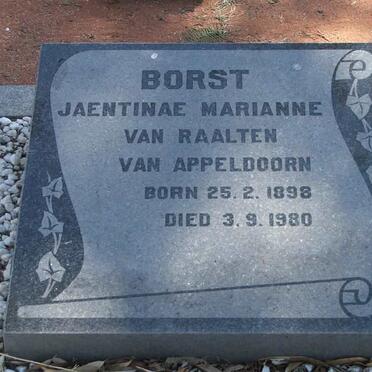 BORST
JAENTINAE MARIANNE
VAN RAALTEN
VAN APPELDOORN
BORN 25. 2. 1898
DIED 3. 9. 1980